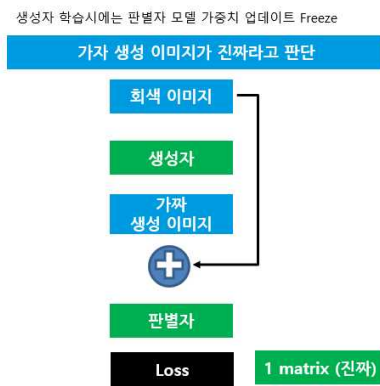 생성자 학습시에는 판별자 모델 가중치 업데이트 Freeze
가자 생성 이미지가 진짜라고 판단
회색 이미지
생성자
가짜
생성 이미지
판별자
Loss
1 matrix (진짜)